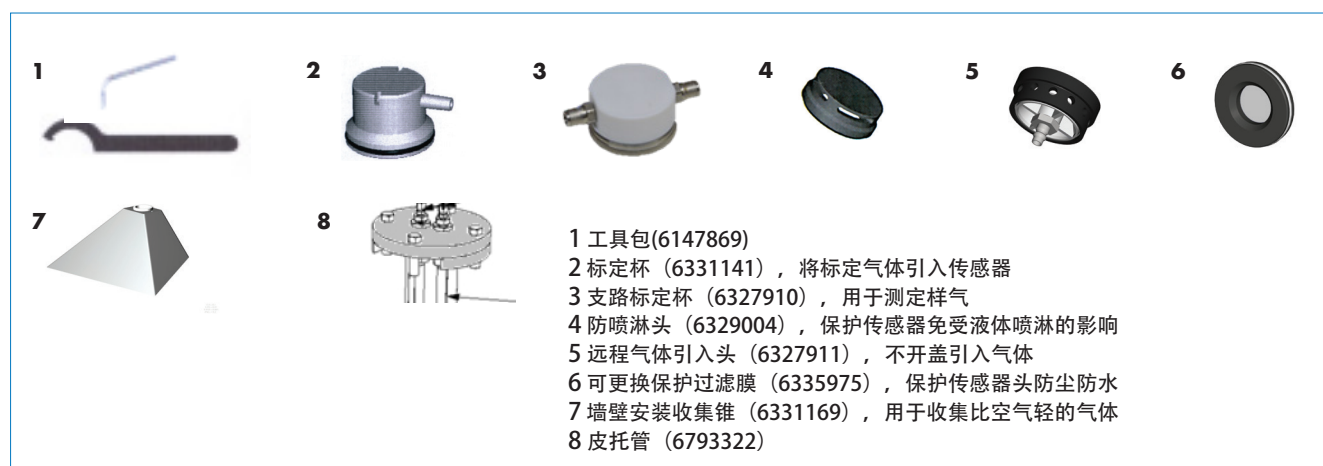 1
2
3
4
5
6
7
8
1 工具包(6147869)
2 标定杯（6331141），将标定气体引入传感器
3 支路标定杯（6327910），用于测定样气
4 防喷淋头（6329004），保护传感器免受液体喷淋的影响
5 远程气体引入头（6327911），不开盖引入气体
6 可更换保护过滤膜（6335975），保护传感器头防尘防水
7 墙壁安装收集锥（6331169），用于收集比空气轻的气体
8 皮托管（6793322）